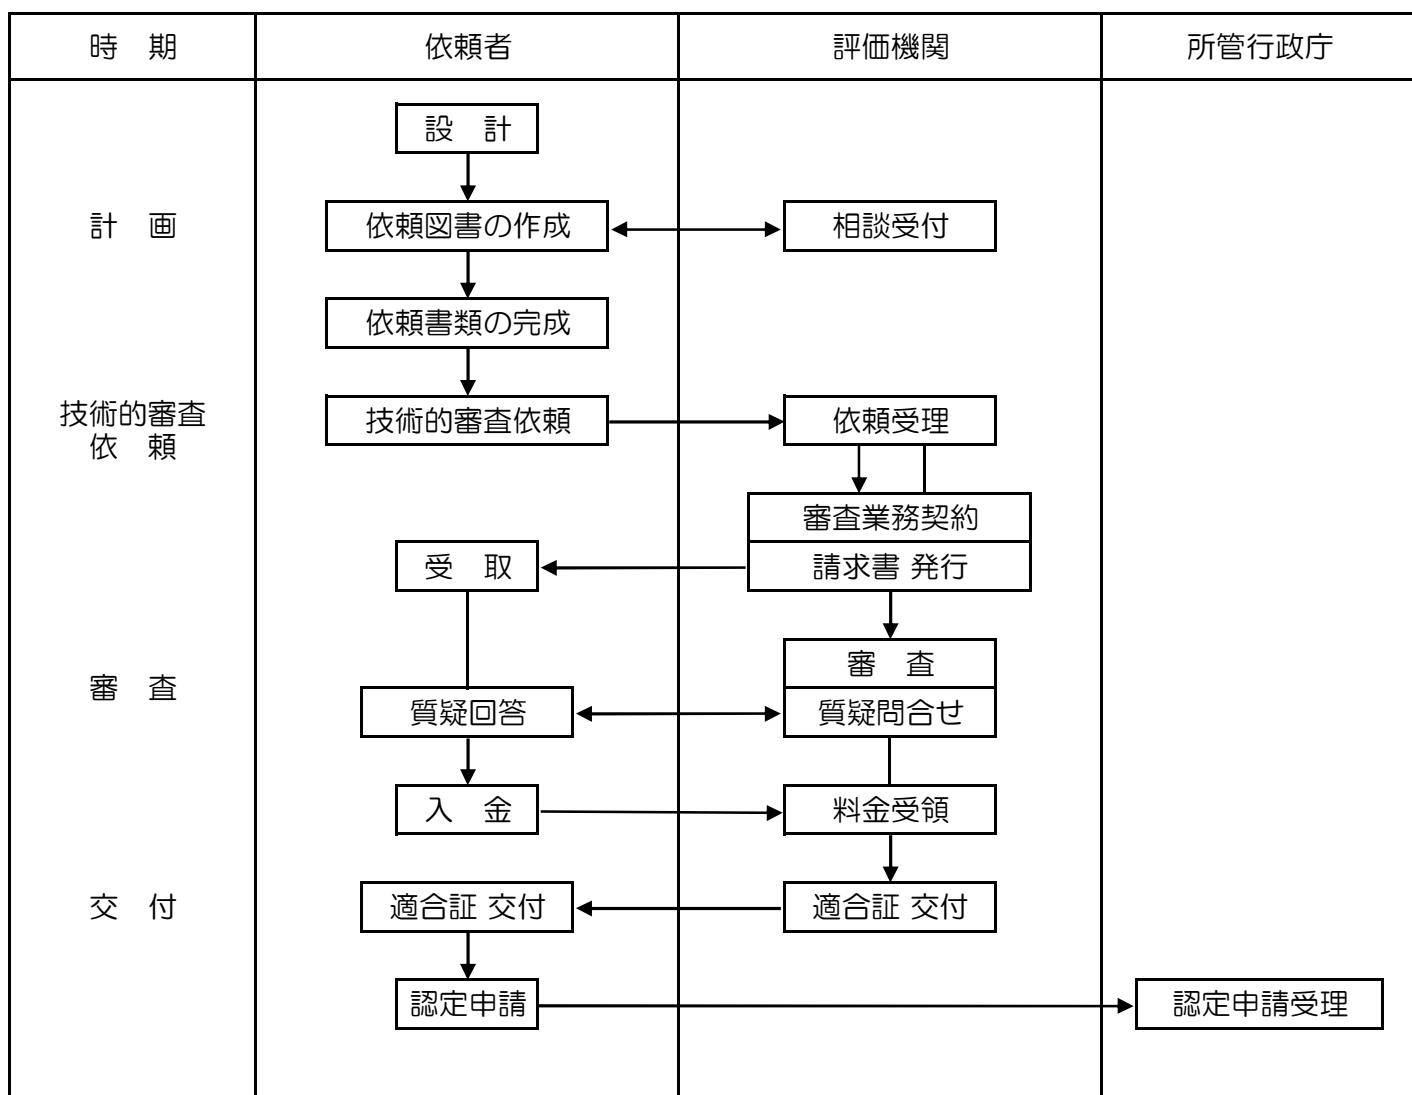 時　期
依頼者
評価機関
所管行政庁
設　計
計　画
依頼図書の作成
相談受付
依頼書類の完成
技術的審査
依　頼
技術的審査依頼
依頼受理
審査業務契約
受　取
請求書 発行
審　査
審　査
質疑回答
質疑問合せ
入　金
料金受領
交　付
適合証 交付
適合証 交付
認定申請
認定申請受理